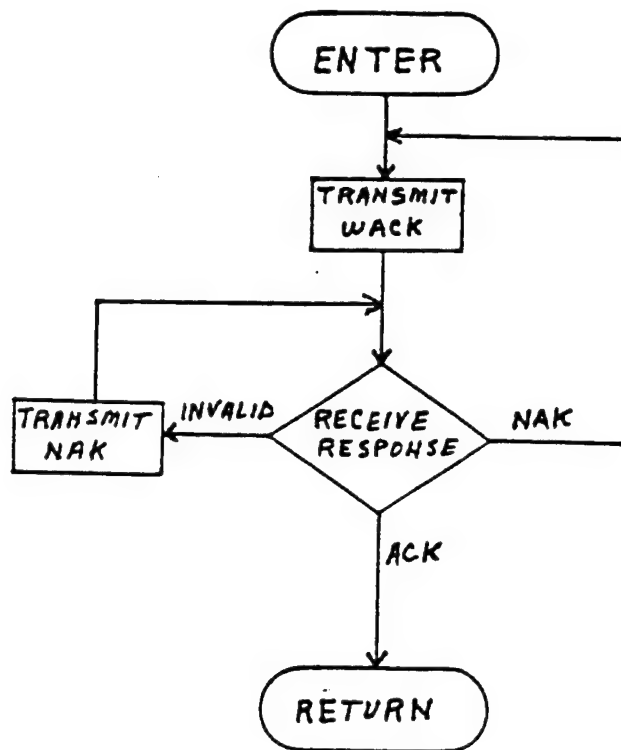 ENTER
TRANSMIT
WACK
TRANSMIT
NAK
INVALID
RECEIVE
RESPONSE
NAK
ACK
RETURN